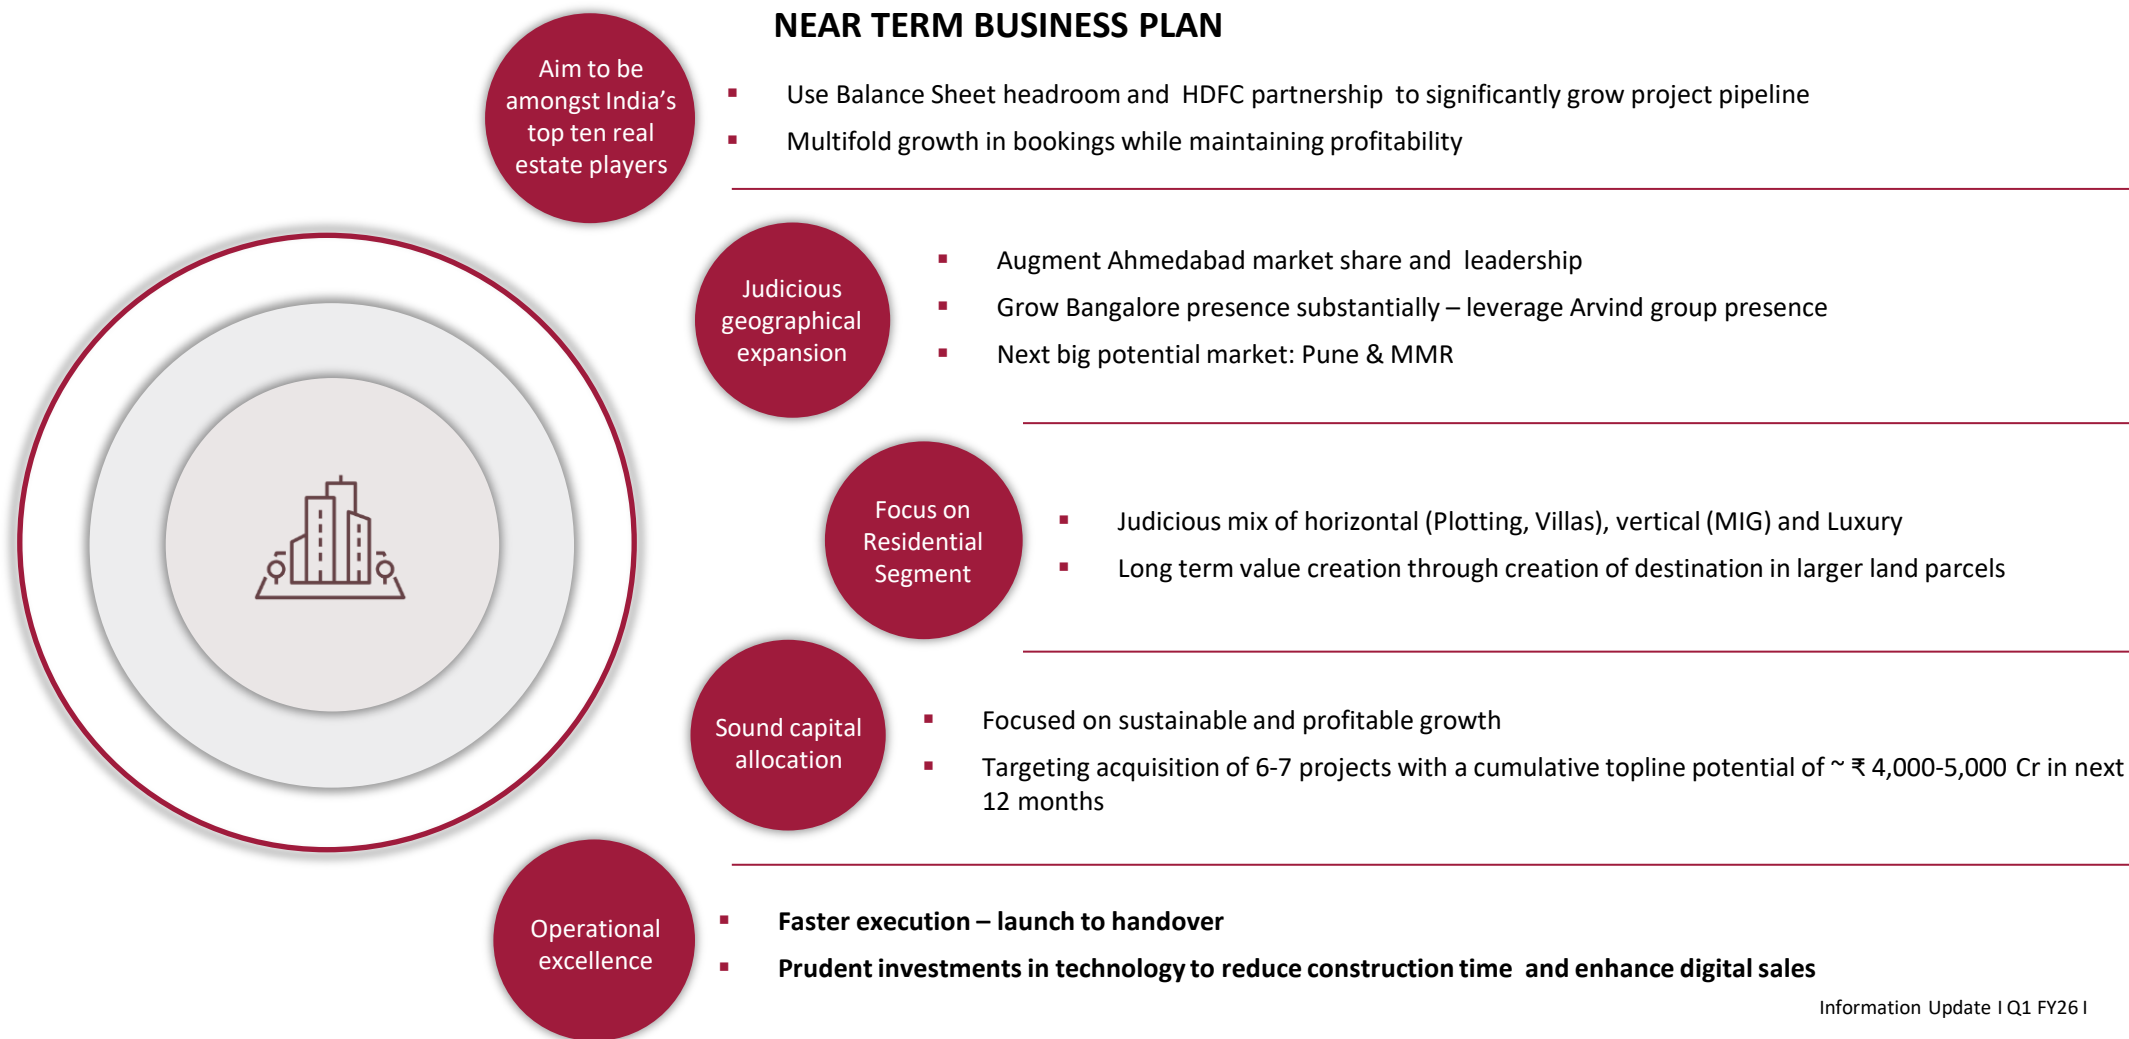 NEAR TERM BUSINESS PLAN
Aim to be
amongst India's
top ten real
estate players
▪ Use Balance Sheet headroom and HDFC partnership to significantly grow project pipeline
▪ Multifold growth in bookings while maintaining profitability
Judicious
geographical
expansion
▪ Augment Ahmedabad market share and leadership
▪ Grow Bangalore presence substantially – leverage Arvind group presence
▪ Next big potential market: Pune & MMR
Focus on
Residential
Segment
▪ Judicious mix of horizontal (Plotting, Villas), vertical (MIG) and Luxury
▪ Long term value creation through creation of destination in larger land parcels
Sound capital
allocation
▪ Focused on sustainable and profitable growth
▪ Targeting acquisition of 6-7 projects with a cumulative topline potential of ~ ₹ 4,000-5,000 Cr in next
12 months
Operational
excellence
▪ Faster execution – launch to handover
▪ Prudent investments in technology to reduce construction time and enhance digital sales
Information Update I Q1 FY26 I